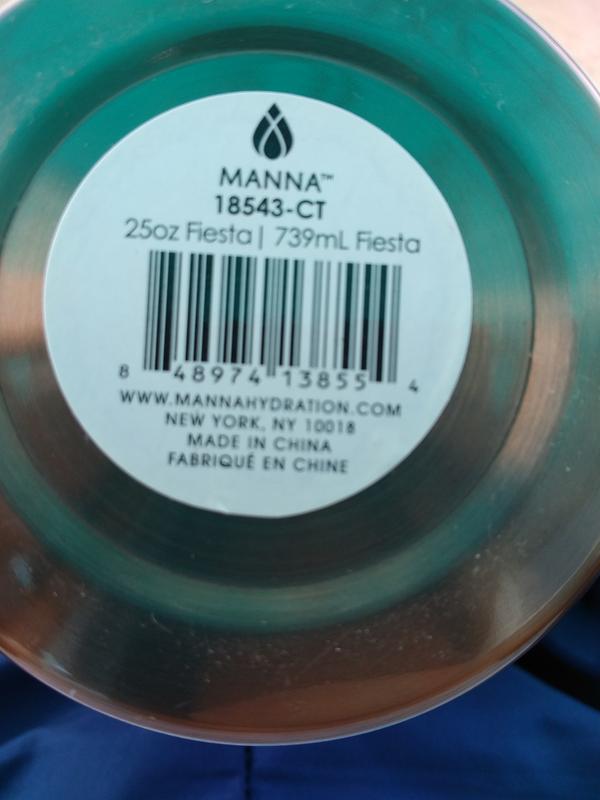 MANNA™
18543-CT
25oz Fiesta | 739mL Fiesta
8 48974 13855 4
WWW.MANNAHYDRATION.COM
NEW YORK, NY 10018
MADE IN CHINA
FABRIQUÉ EN CHINE